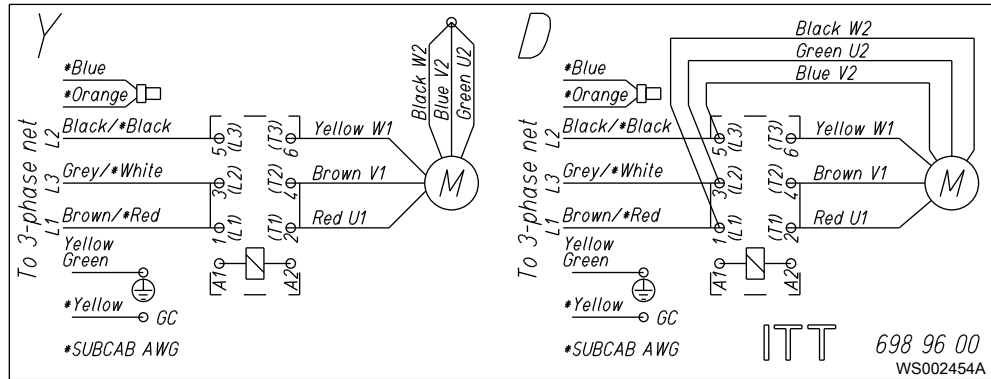 Y
*Blue
*Orange
To 3-phase net
L2
Black/*Black
L3
Grey/*White
L1
Brown/*Red
Yellow
Green
*Yellow
GC
*SUBCAB AWG
5 (L3)
(T3) 6
3 (L2)
(T2) 4
1 (L1)
(T1) 2
A1
A2
Yellow W1
Brown V1
Red U1
Black W2
Blue V2
Green U2
M
D
*Blue
*Orange
To 3-phase net
L2
Black/*Black
L3
Grey/*White
L1
Brown/*Red
Yellow
Green
*Yellow
GC
*SUBCAB AWG
5 (L3)
(T3) 6
3 (L2)
(T2) 4
1 (L1)
(T1) 2
A1
A2
Black W2
Green U2
Blue V2
Yellow W1
Brown V1
Red U1
M
ITT
698 96 00
WS002454A